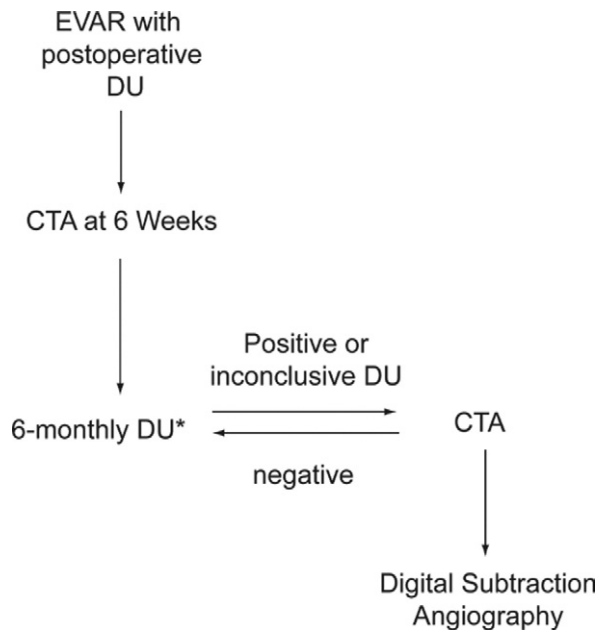 EVAR with
postoperative
DU
CTA at 6 Weeks
Positive or
inconclusive DU
6-monthly DU*
CTA
negative
Digital Subtraction
Angiography